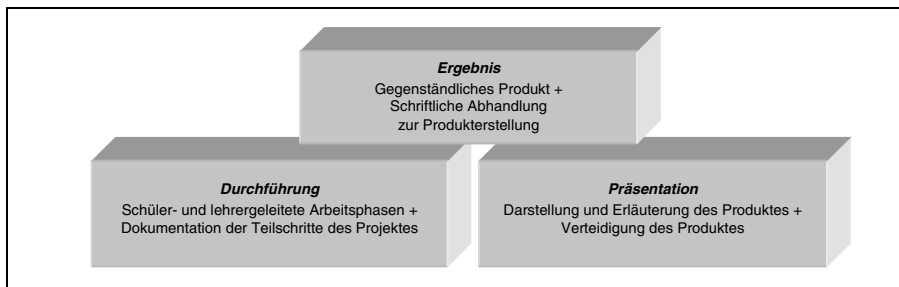 Ergebnis
Gegenständliches Produkt +
Schriftliche Abhandlung
zur Produkterstellung
Durchführung
Schüler- und lehrergeleitete Arbeitsphasen +
Dokumentation der Teilschritte des Projektes
Präsentation
Darstellung und Erläuterung des Produktes +
Verteidigung des Produktes